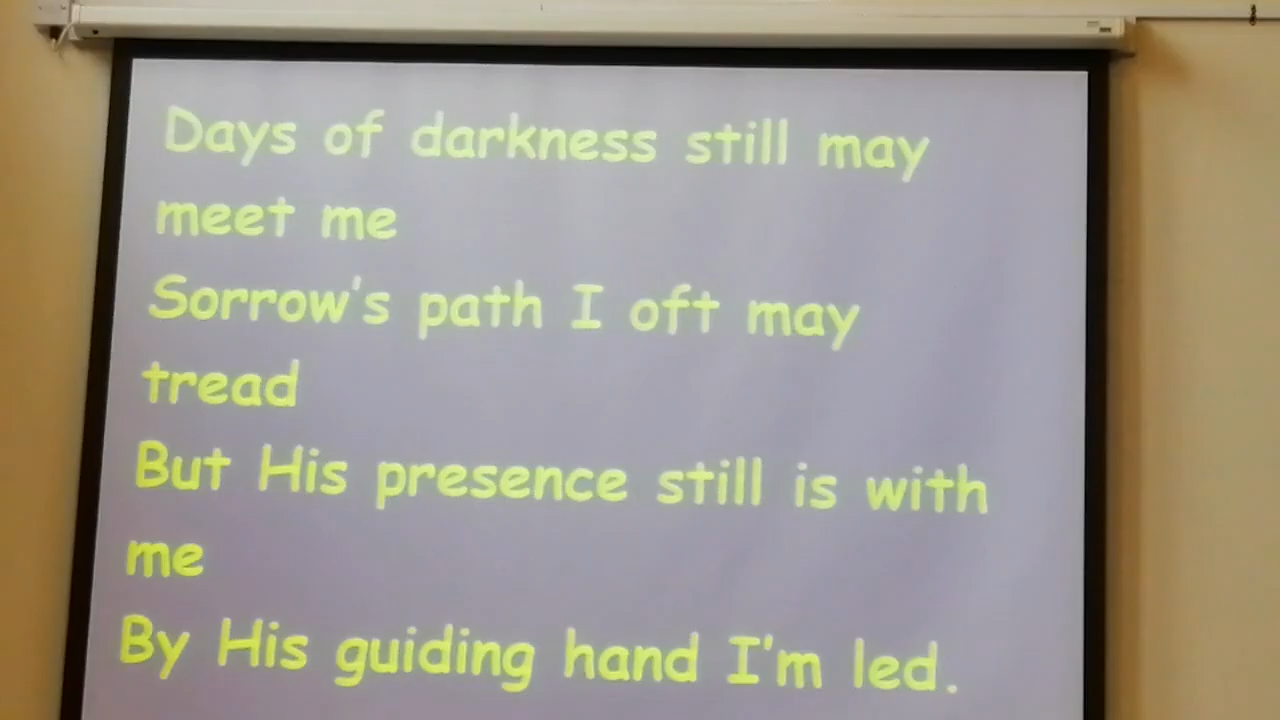 Days of darkness still may
meet me
Sorrow's path I oft may
tread
But His presence still is with
me
By His guiding hand I'm led.